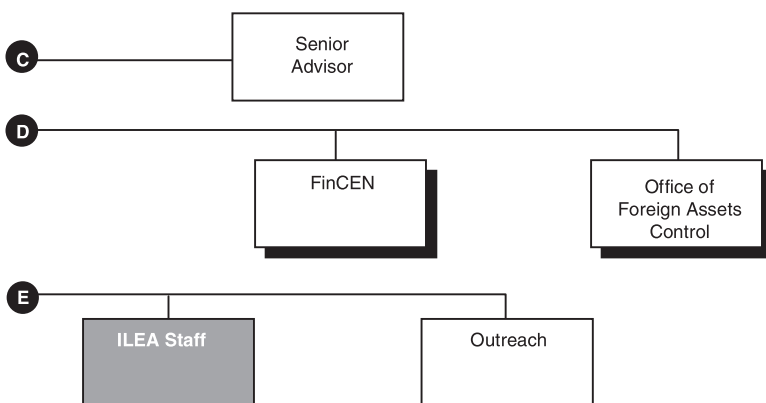 C
Senior
Advisor
D
FinCEN
Office of
Foreign Assets
Control
E
ILEA Staff
Outreach